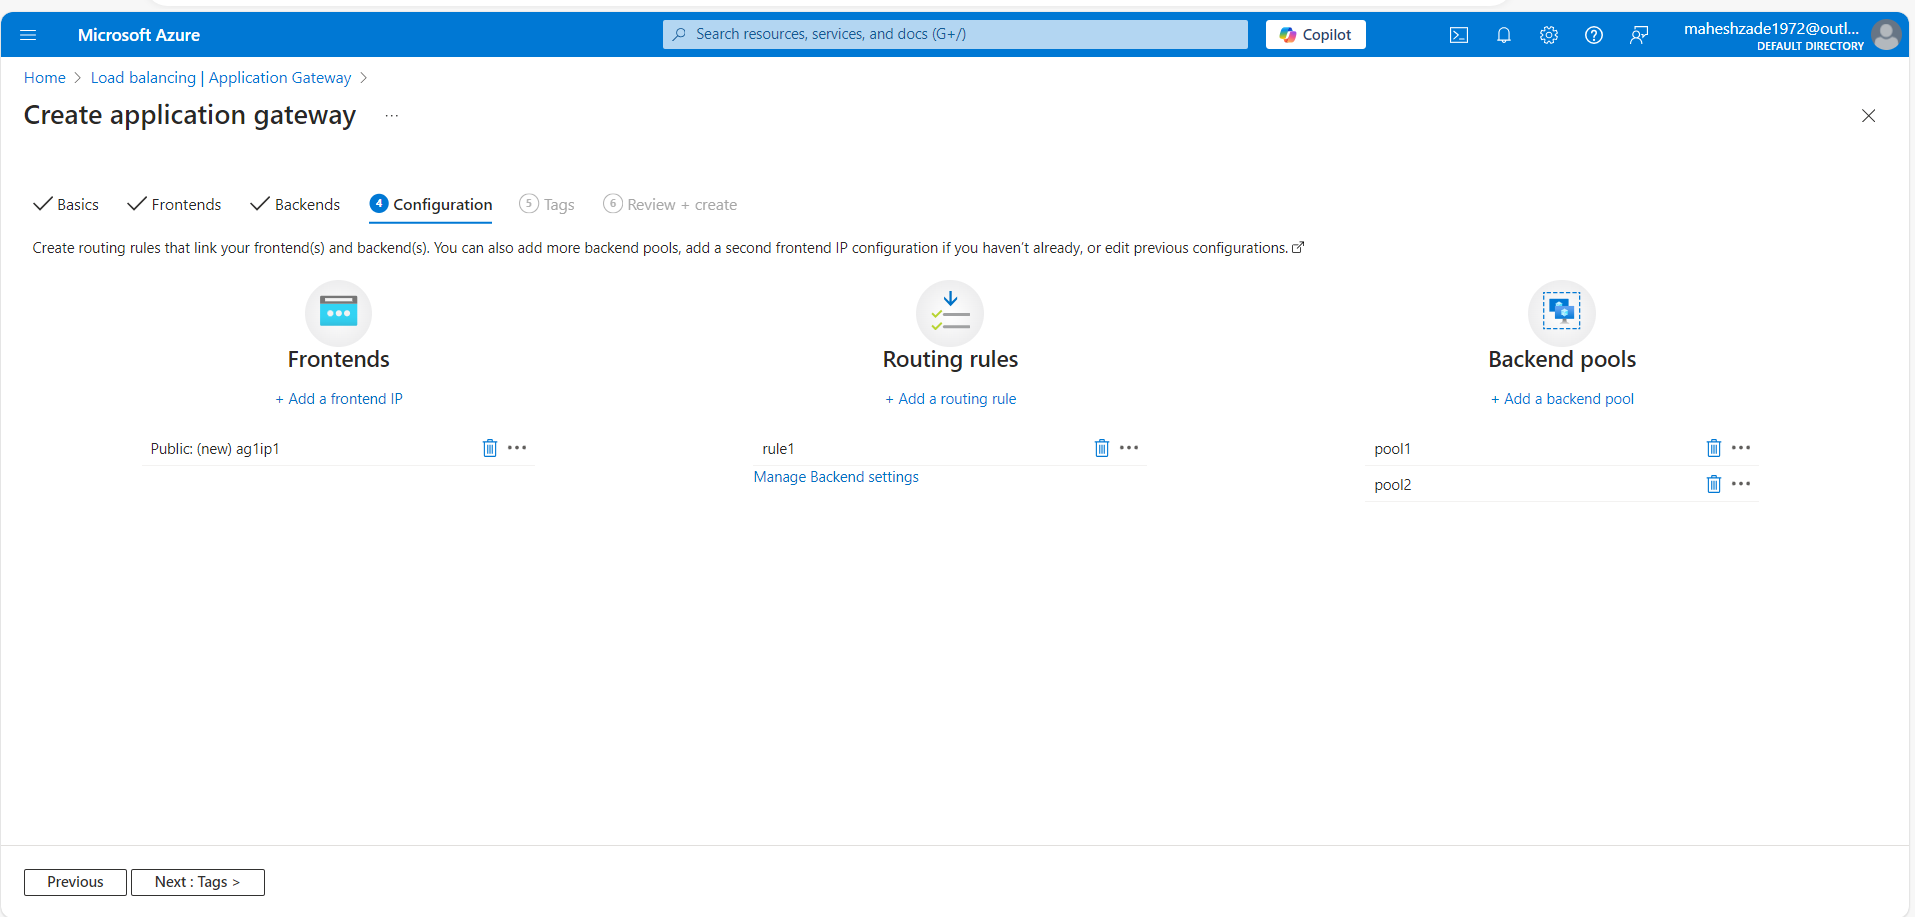 Microsoft Azure
Search resources, services, and docs (G+/)
Copilot
maheshzade1972@outl...
DEFAULT DIRECTORY
Home > Load balancing | Application Gateway >
Create application gateway ...
Basics
Frontends
Backends
4 Configuration
5 Tags
6 Review + create
Create routing rules that link your frontend(s) and backend(s). You can also add more backend pools, add a second frontend IP configuration if you haven't already, or edit previous configurations.
Frontends
+ Add a frontend IP
Public: (new) ag1ip1
Routing rules
+ Add a routing rule
rule1
Manage Backend settings
Backend pools
+ Add a backend pool
pool1
pool2
Previous
Next : Tags >